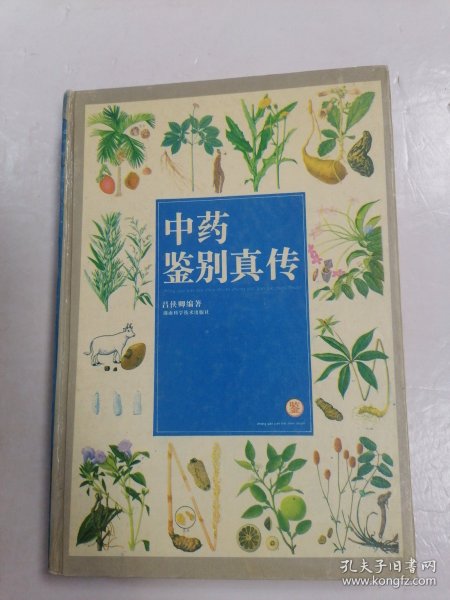 中药
鉴别真传
吕侠卿编著
湖南科学技术出版社
鉴
孔夫子旧书网
www.kongfz.com